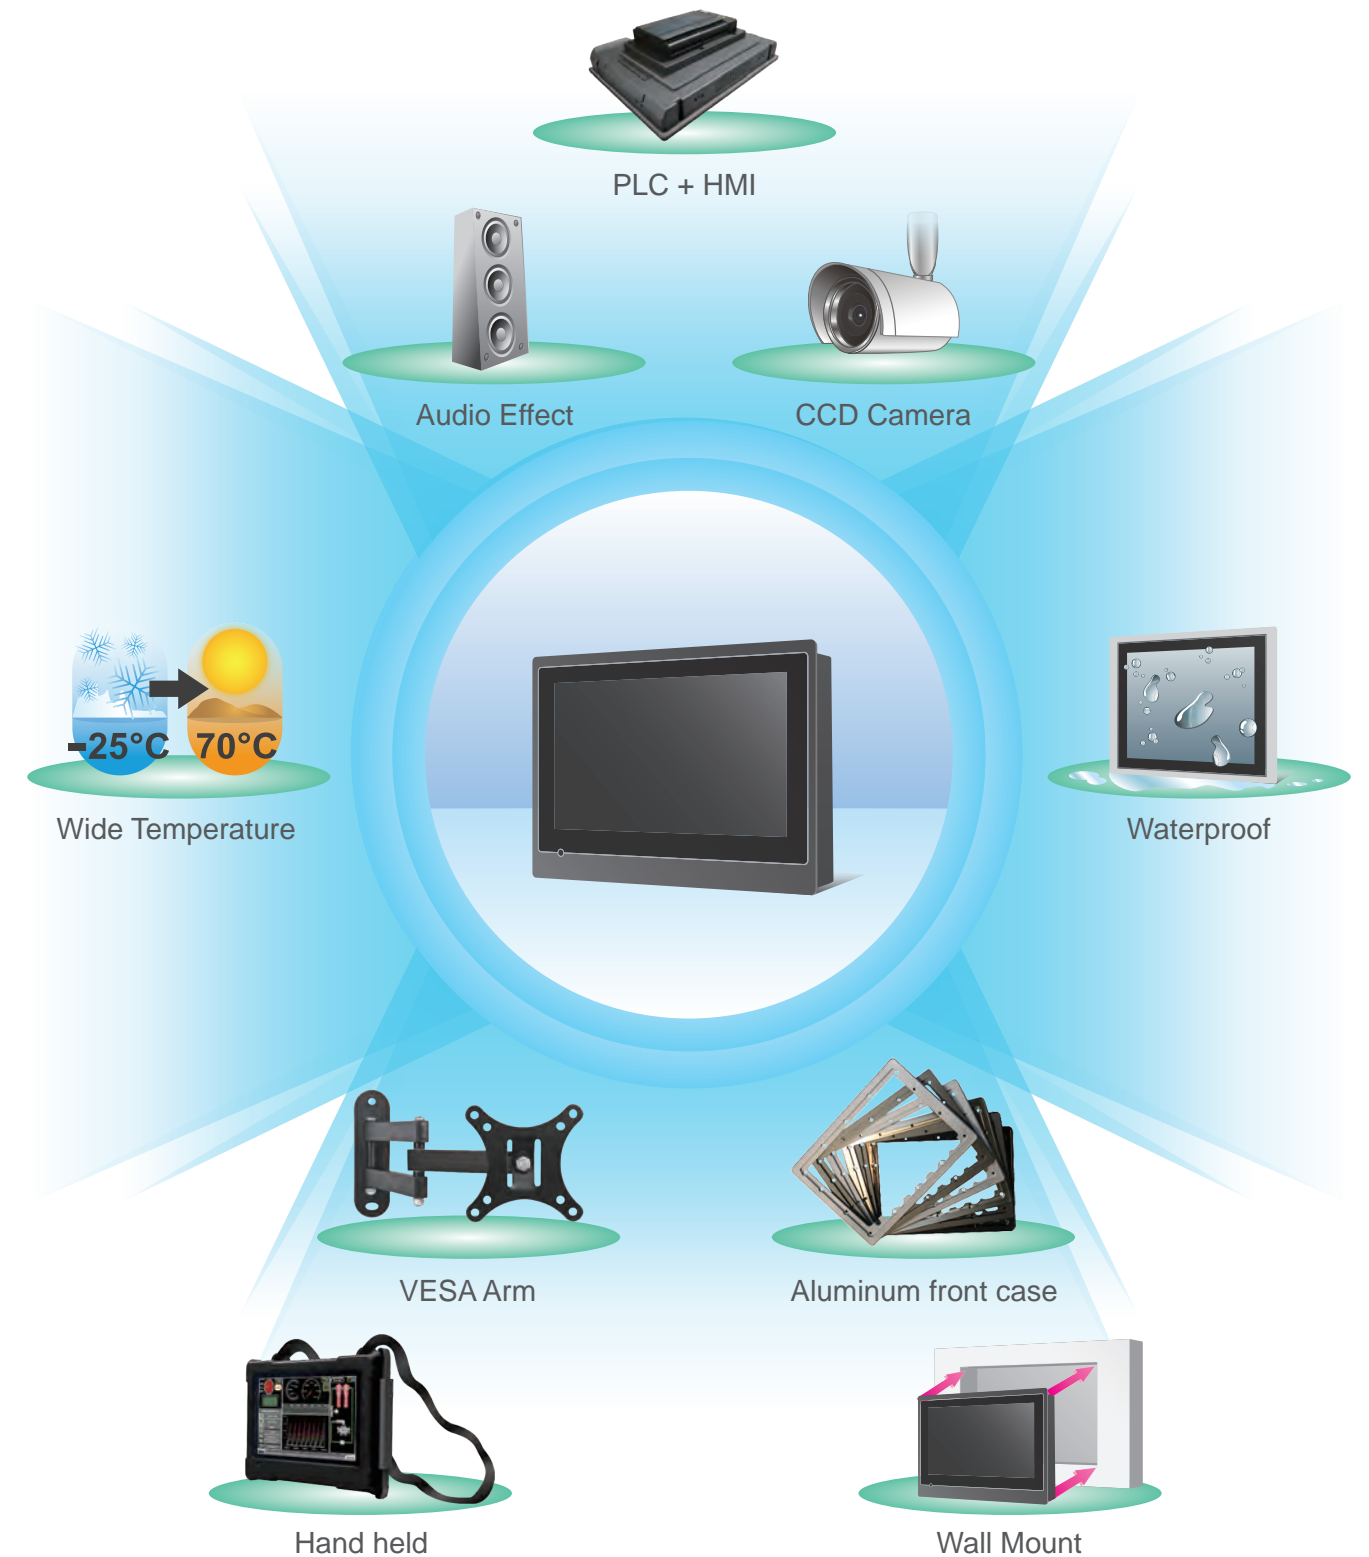 PLC + HMI
Audio Effect
CCD Camera
-25°C
70°C
Wide Temperature
Waterproof
VESA Arm
Aluminum front case
Hand held
Wall Mount